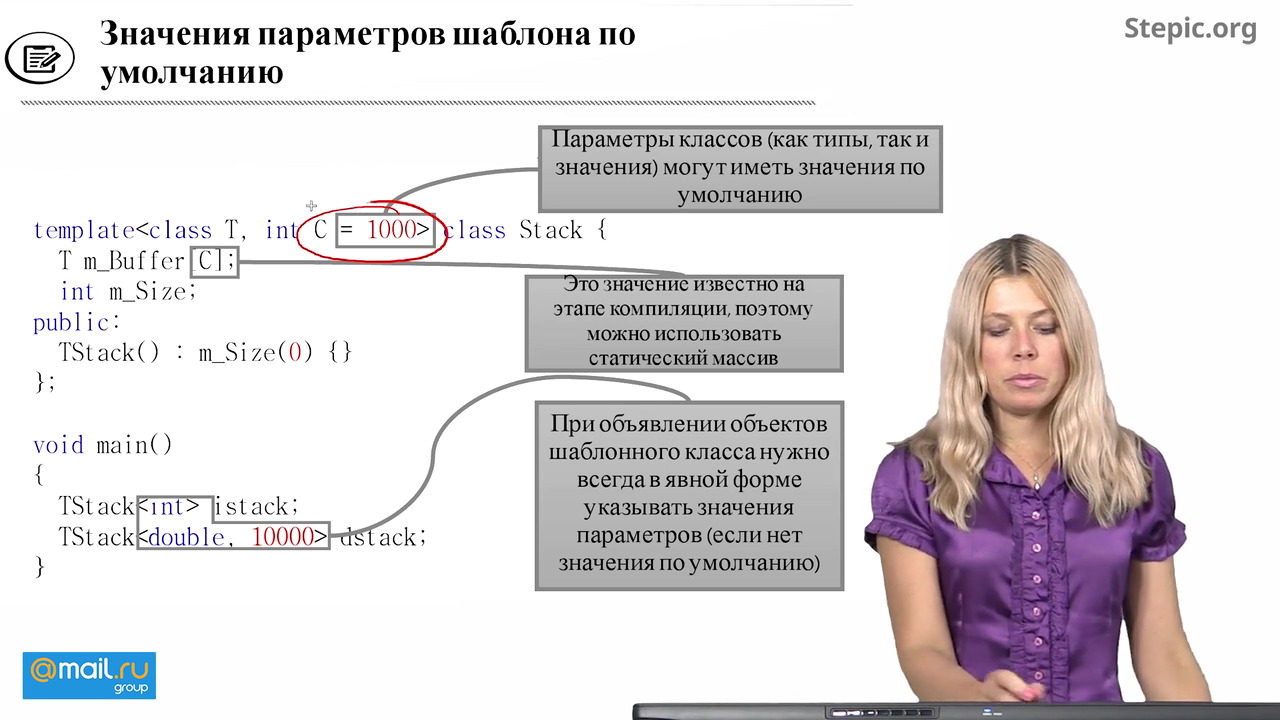 Значения параметров шаблона по
умолчанию
Stepic.org
Параметры классов (как типы, так и
значения) могут иметь значения по
умолчанию
template<class T, int C = 1000> class Stack {
T m_Buffer[C];
int m_Size;
public:
TStack() : m_Size(0) {}
};
Это значение известно на
этапе компиляции, поэтому
можно использовать
статический массив
void main()
{
TStack<int> istack;
TStack<double, 10000> dstack;
}
При объявлении объектов
шаблонного класса нужно
всегда в явной форме
указывать значения
параметров (если нет
значения по умолчанию)
@mail.ru
group